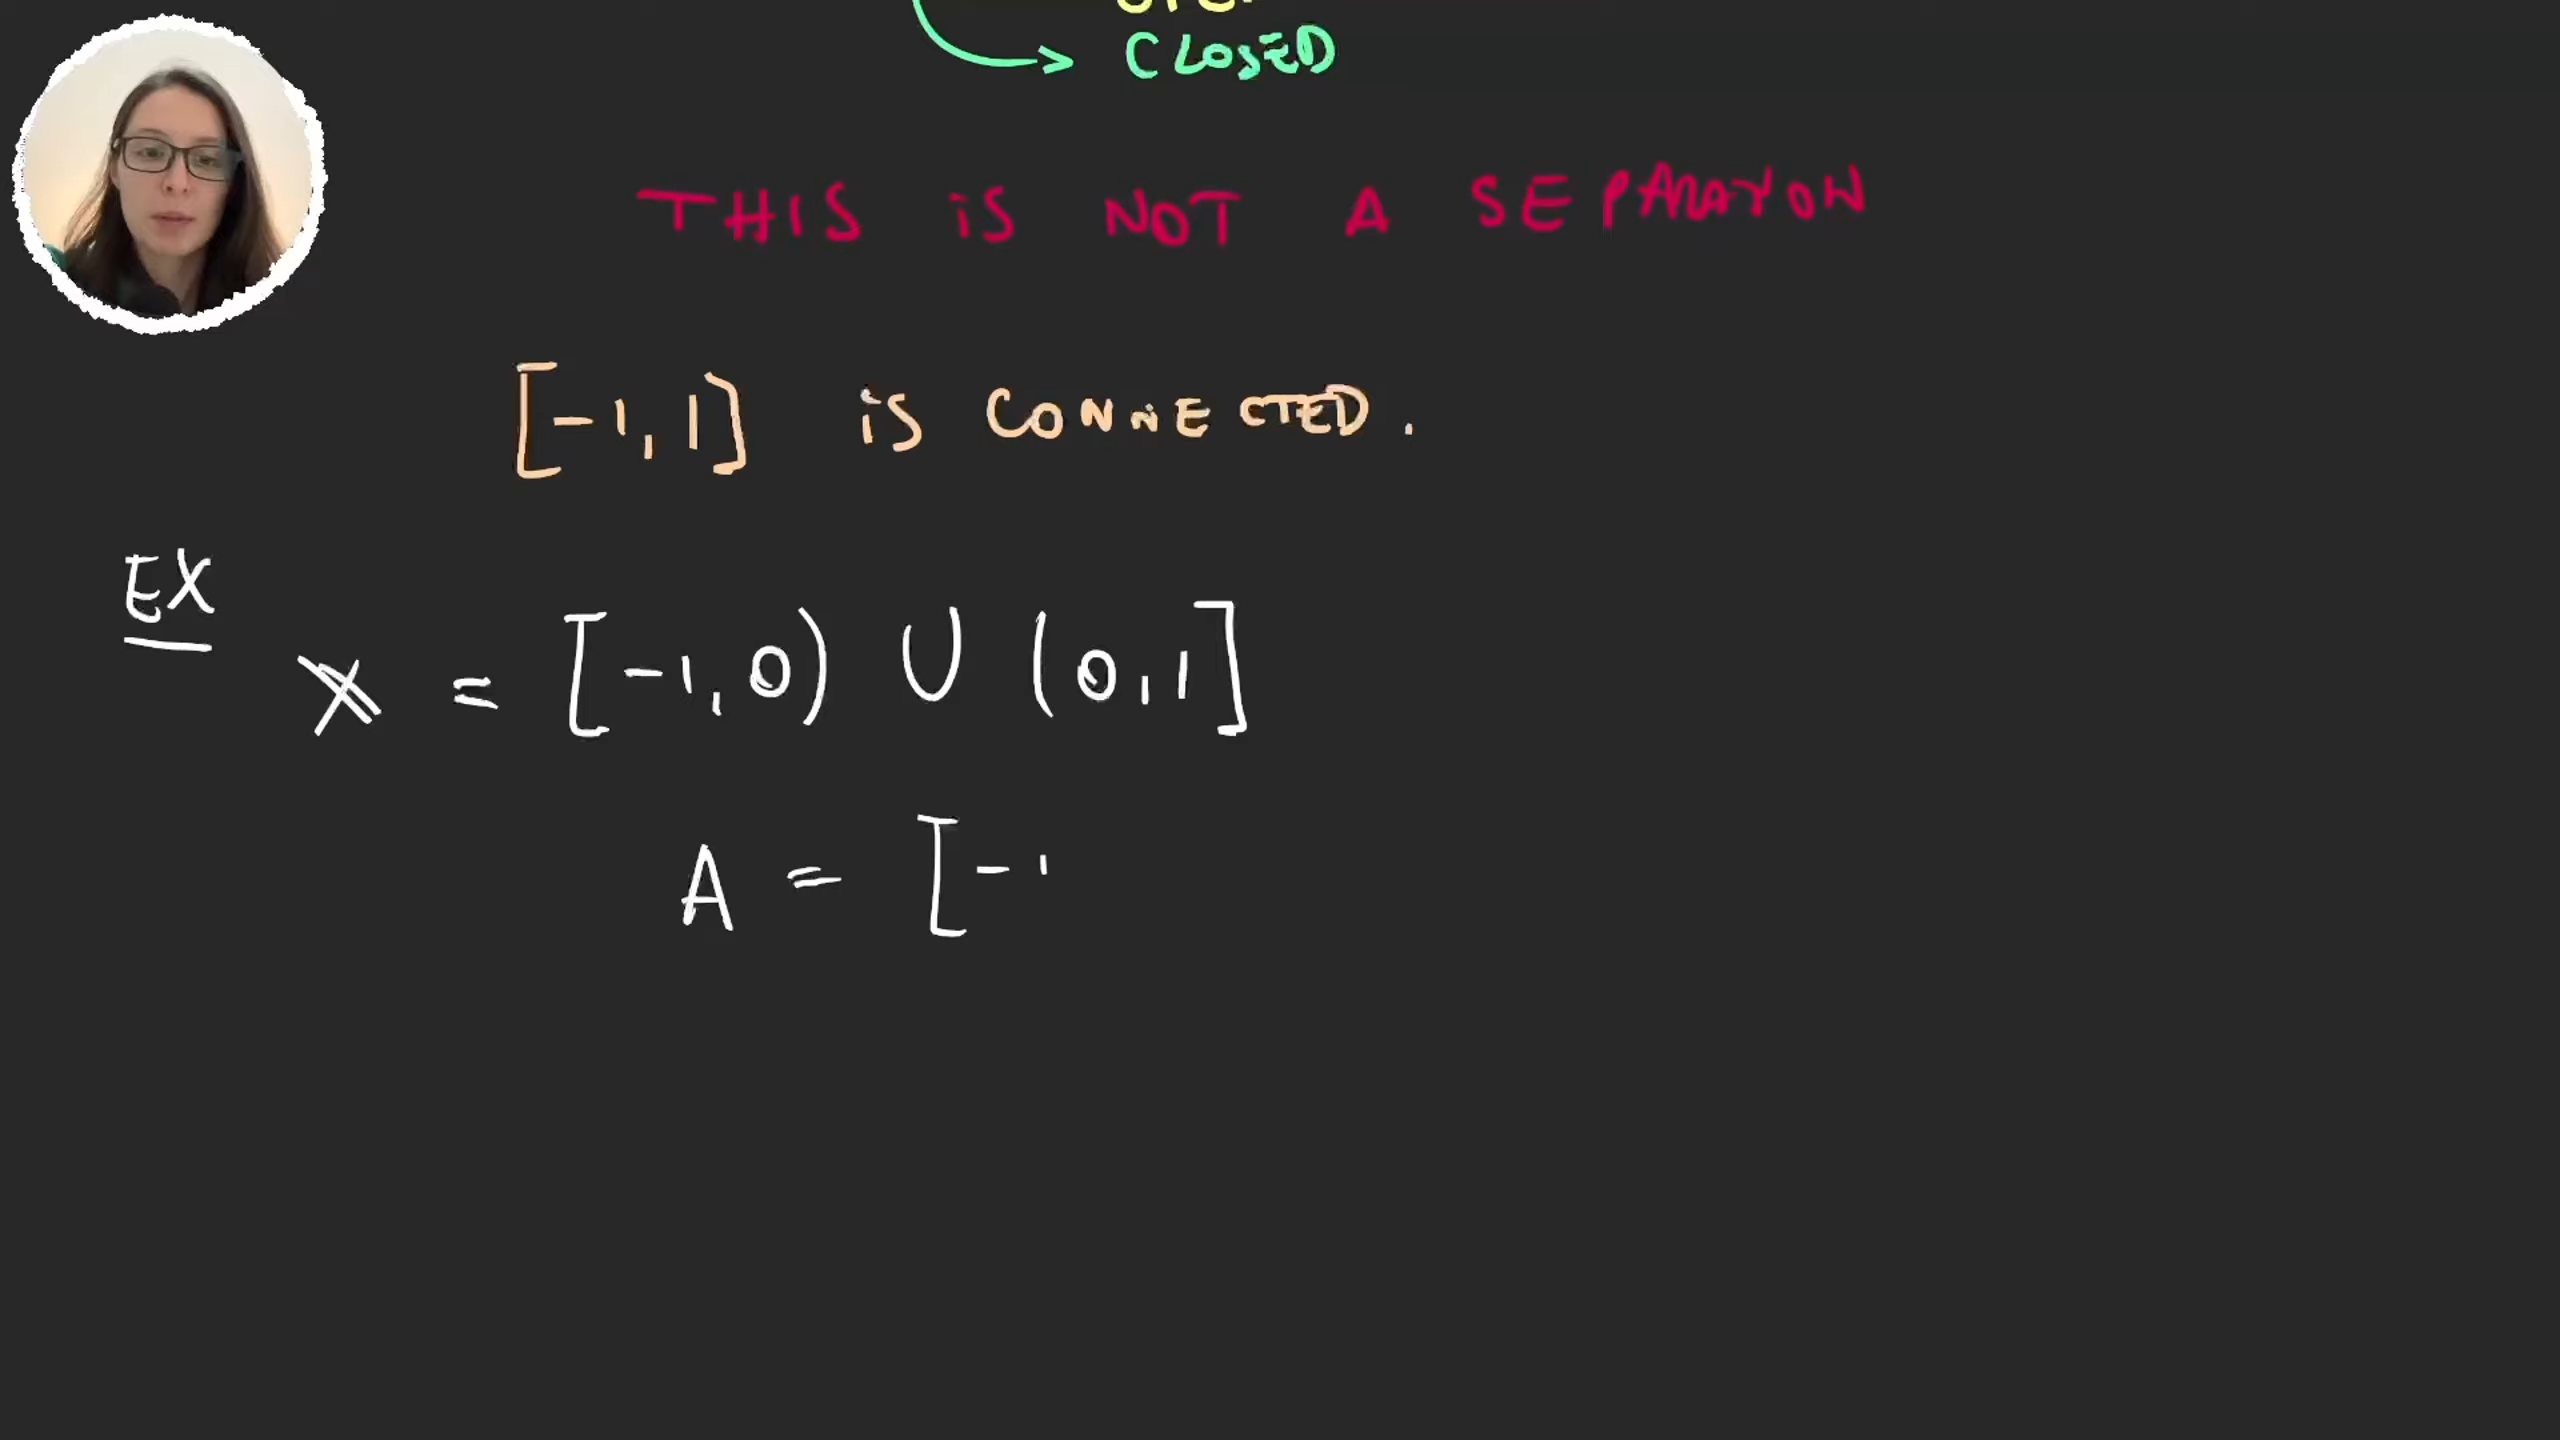 CLOSED
THIS iS NOT A SEPARATION
[-1,1] iS CONNECTED.
EX
X = [-1,0) ∪ (0,1]
A = [-1